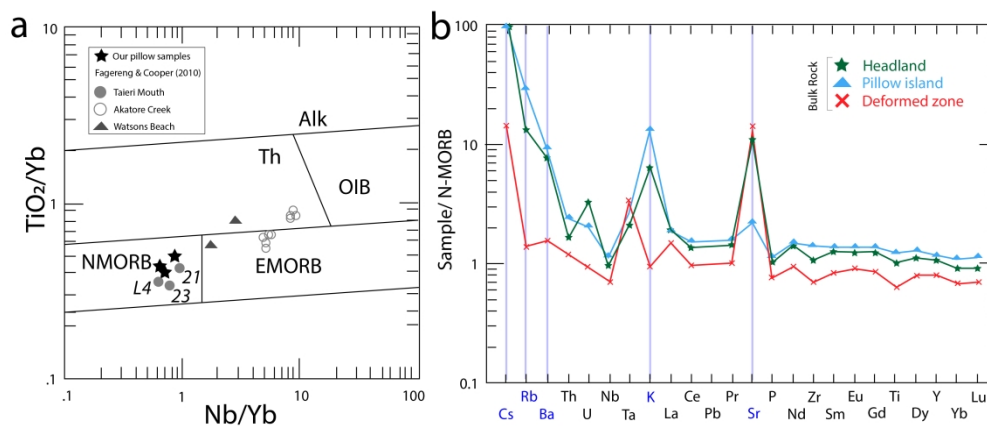 a
10
1
.1
TiO₂/Yb
Our pillow samples
Fagereng & Cooper (2010)
Taieri Mouth
Akatore Creek
Watsons Beach
Alk
Th
OIB
NMORB
EMORB
21
L4
23
0.1
1
10
100
Nb/Yb
b
100
10
1
0.1
Sample/ N-MORB
Bulk Rock
Headland
Pillow island
Deformed zone
Rb Th Nb K Ce Pr P Zr Eu Ti Y Lu
Cs Ba U Ta La Pb Sr Nd Sm Gd Dy Yb